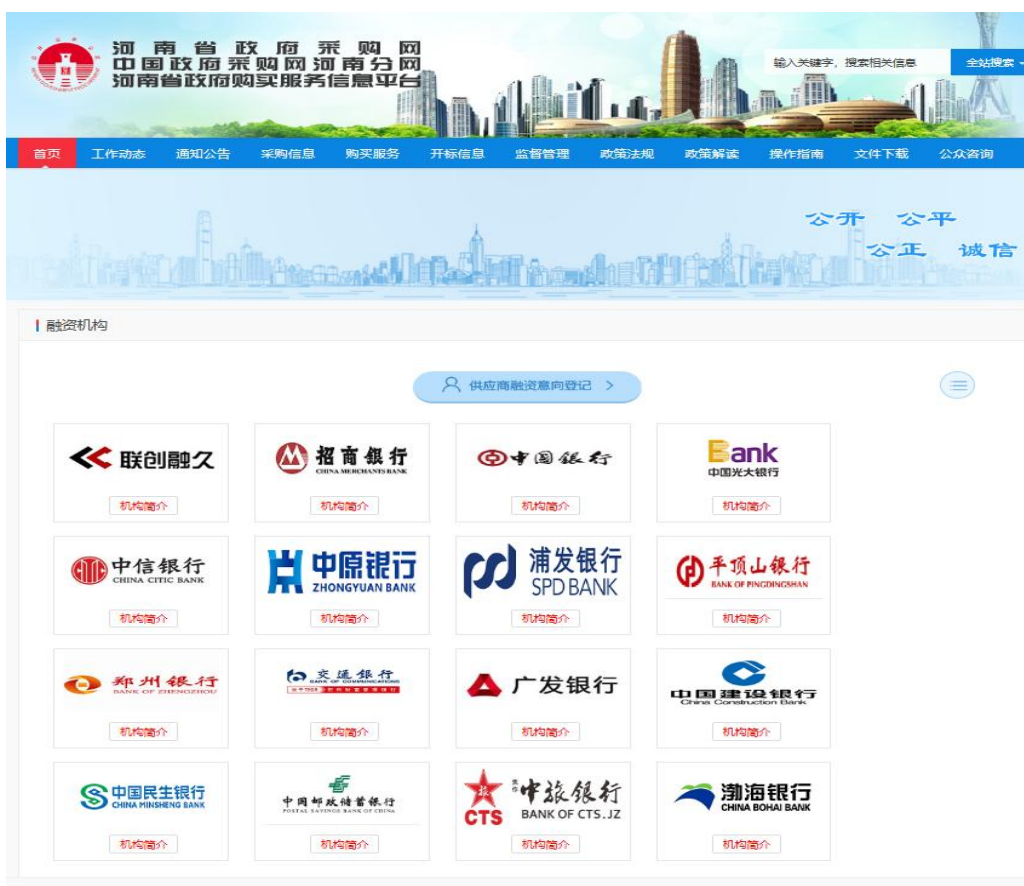 河南省政府采购网
中国政府采购网河南分网
河南省政府购买服务信息平台
输入关键字，搜索相关信息 全站搜索
首页 工作动态 通知公告 采购信息 购买服务 开标信息 监督管理 政策法规 政策解读 操作指南 文件下载 公众咨询
公开 公平
公正 诚信
融资机构
供应商融资意向登记 >
联创融久 招商银行 中国银行 Bank
CHINA MERCHANTS BANK 中国光大银行
机构简介 机构简介 机构简介 机构简介
中信银行 中原银行 浦发银行 平顶山银行
CHINA CITIC BANK ZHONGYUAN BANK SPD BANK BANK OF PINGDINGSHAN
机构简介 机构简介 机构简介 机构简介
郑州银行 交通银行 广发银行 中国建设银行
BANK OF ZHENGZHOU BANK OF COMMUNICATIONS China Construction Bank
机构简介 机构简介 机构简介 机构简介
中国民生银行 中国邮政储蓄银行 焦作中旅银行 渤海银行
CHINA MINSHENG BANK POSTAL SAVINGS BANK OF CHINA CTS BANK OF CTS.JZ CHINA BOHAI BANK
机构简介 机构简介 机构简介 机构简介